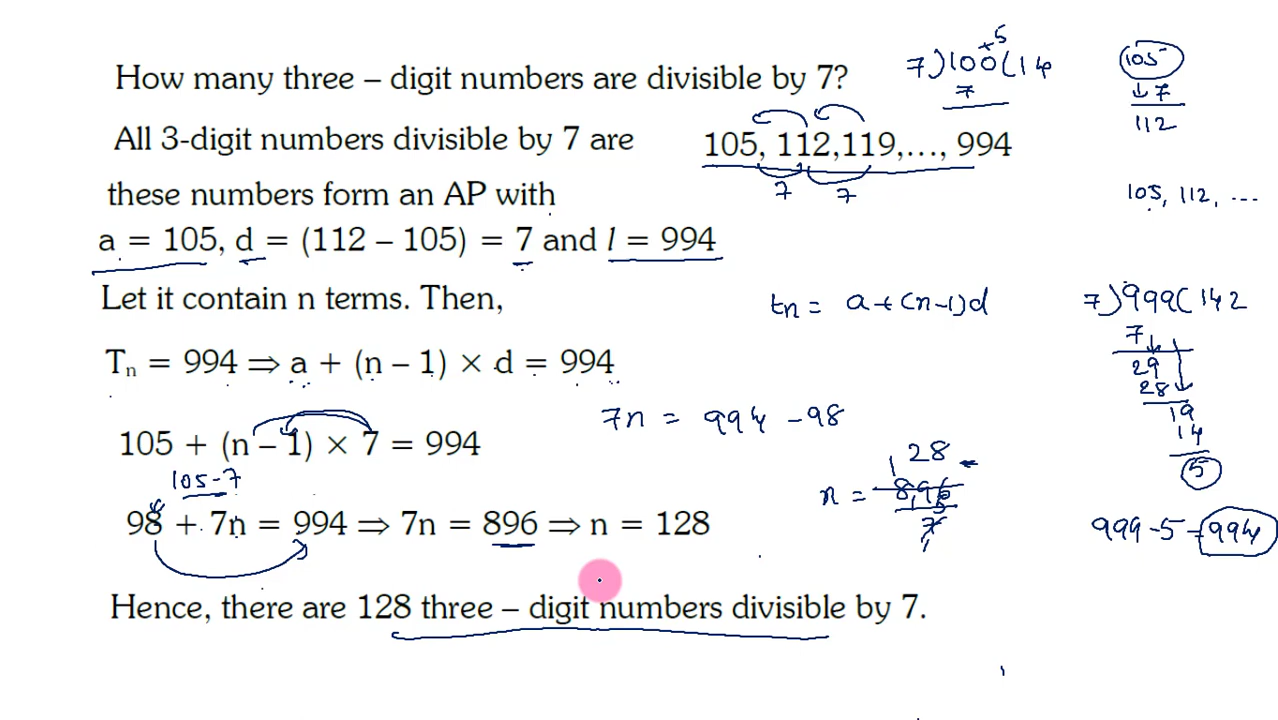 How many three – digit numbers are divisible by 7?
7)100(14
+5
7
105
↓ 7
112
All 3-digit numbers divisible by 7 are
105, 112,119,..., 994
7 7
these numbers form an AP with
105, 112, ...
a = 105, d = (112 – 105) = 7 and l = 994
Let it contain n terms. Then,
tn = a+(n-1)d
7)999(142
7
29
28
19
14
5
999-5=994
Tn = 994 ⇒ a + (n – 1) × d = 994
7n = 994 -98
105 + (n – 1) × 7 = 994
105-7
128
n = 896
7
1
98 + 7n = 994 ⇒ 7n = 896 ⇒ n = 128
Hence, there are 128 three – digit numbers divisible by 7.